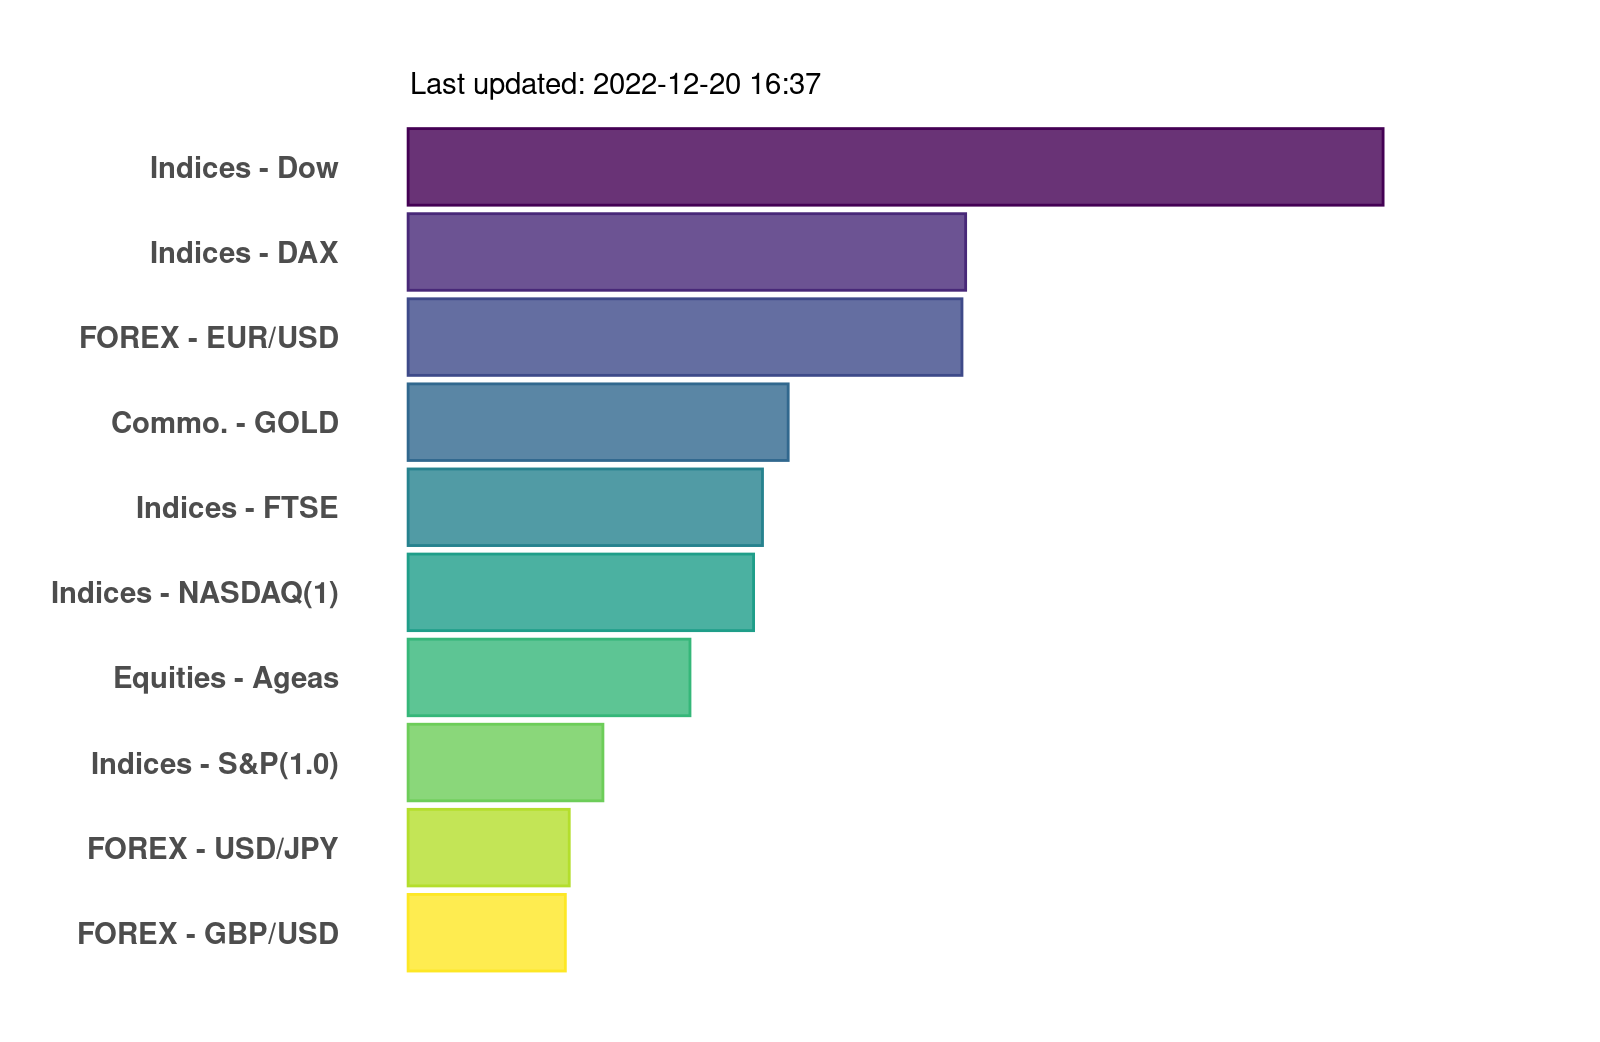 Last updated: 2022-12-20 16:37
Indices - Dow
Indices - DAX
FOREX - EUR/USD
Commo. - GOLD
Indices - FTSE
Indices - NASDAQ(1)
Equities - Ageas
Indices - S&P(1.0)
FOREX - USD/JPY
FOREX - GBP/USD